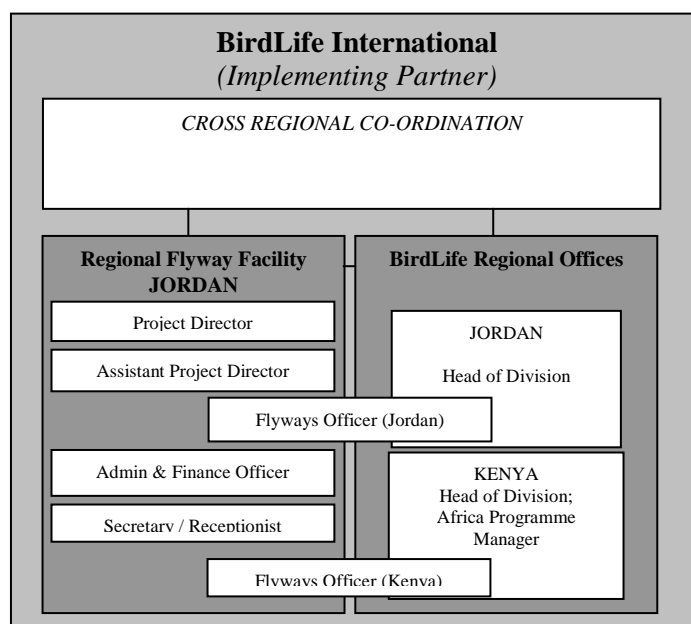 BirdLife International
(Implementing Partner)
CROSS REGIONAL CO-ORDINATION
Regional Flyway Facility
JORDAN
Project Director
Assistant Project Director
Flyways Officer (Jordan)
Admin & Finance Officer
Secretary / Receptionist
Flyways Officer (Kenya)
BirdLife Regional Offices
JORDAN
Head of Division
KENYA
Head of Division;
Africa Programme
Manager